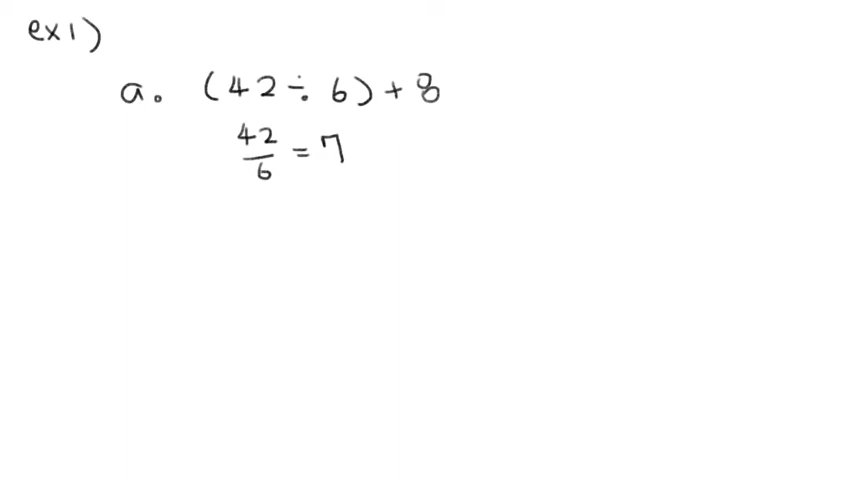 ex1)
a. (42 ÷ 6) + 8
42/6 = 7